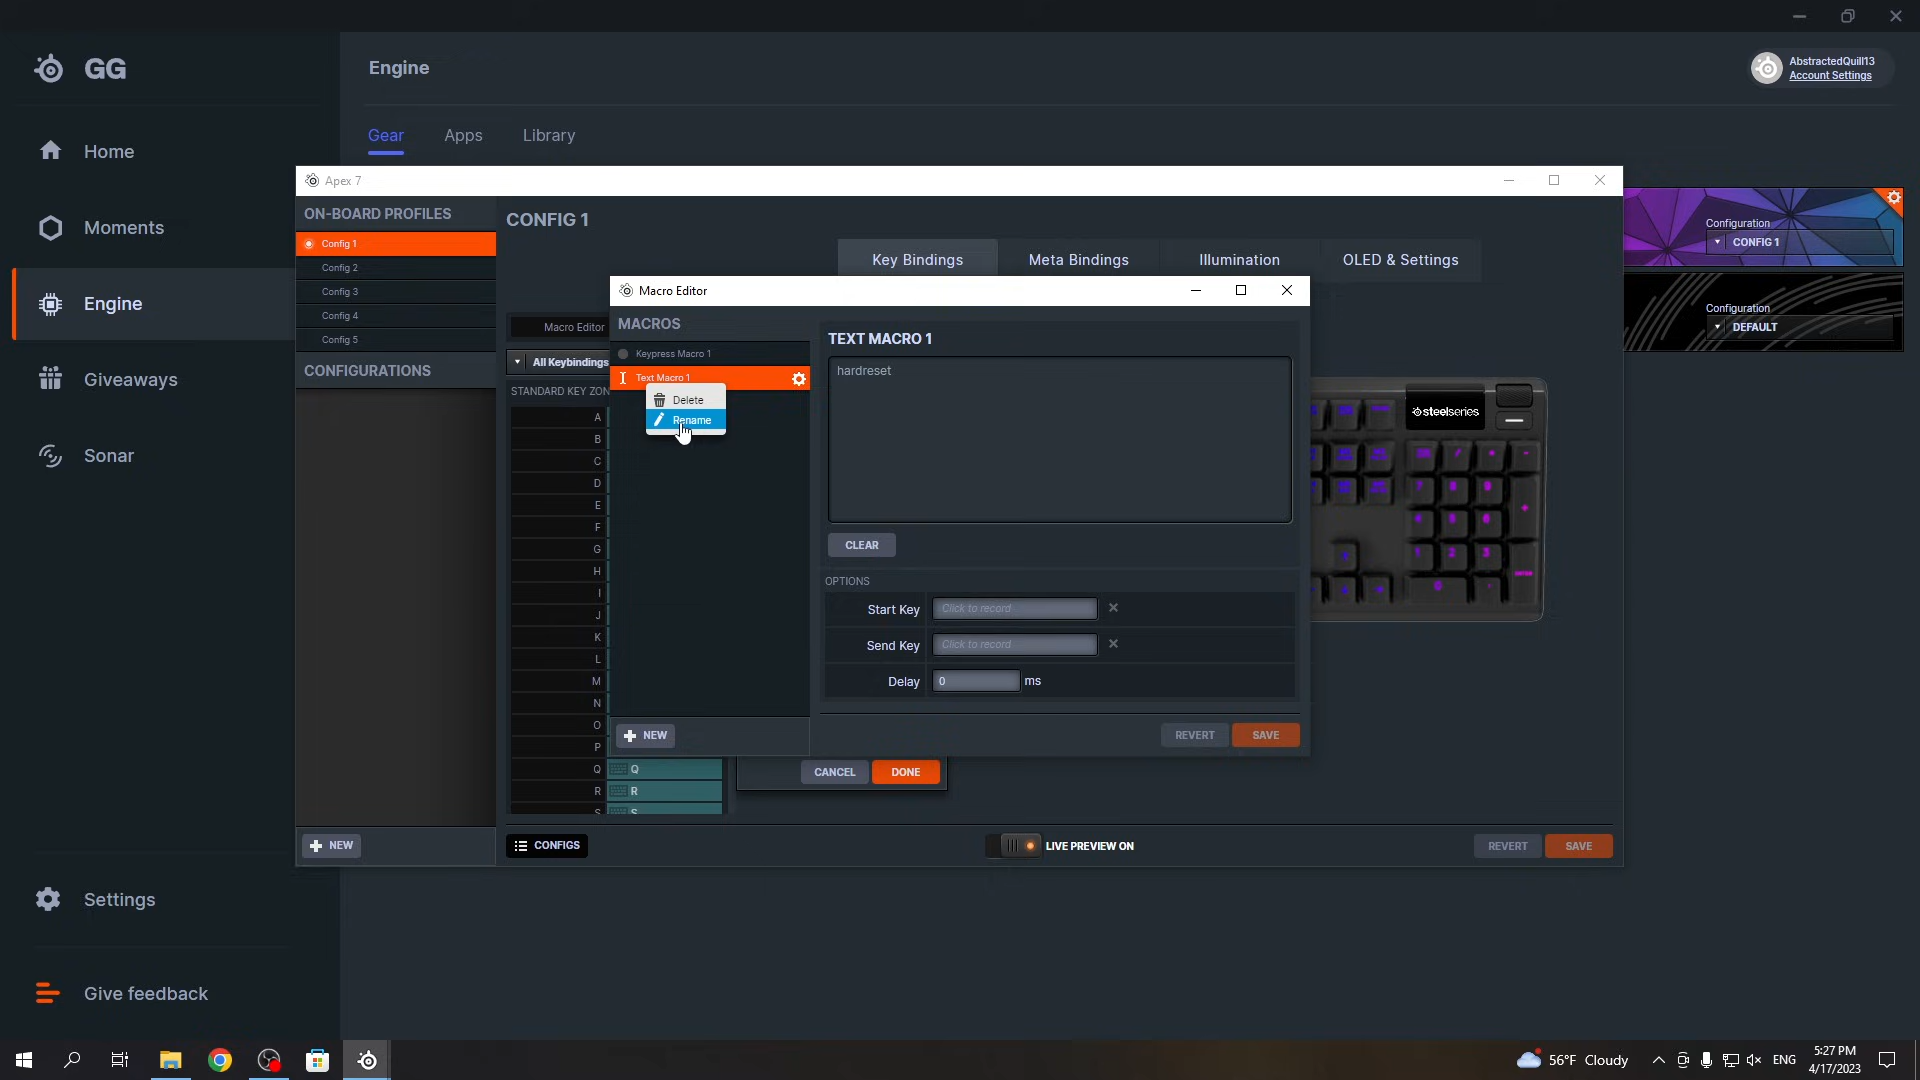 GG
Engine
AbstractedQuill13
Account Settings
Home
Gear
Apps
Library
Apex 7
Moments
ON-BOARD PROFILES
CONFIG 1
Configuration
CONFIG 1
Config 1
Key Bindings
Meta Bindings
Illumination
OLED & Settings
Config 2
Config 3
Config 4
Config 5
Engine
Macro Editor
Macro Editor
Configuration
DEFAULT
MACROS
TEXT MACRO 1
Keypress Macro 1
All Keybindings
CONFIGURATIONS
Text Macro 1
hardreset
STANDARD KEY ZON
Delete
Rename
steelseries
Giveaways
Sonar
A
B
C
D
E
F
G
H
I
J
K
L
M
N
O
P
Q Q
R R
S S
CLEAR
OPTIONS
Start Key
Click to record
Send Key
Click to record
Delay
0
ms
NEW
REVERT
SAVE
CANCEL
DONE
NEW
CONFIGS
LIVE PREVIEW ON
REVERT
SAVE
Settings
Give feedback
56°F Cloudy
ENG
5:27 PM
4/17/2023